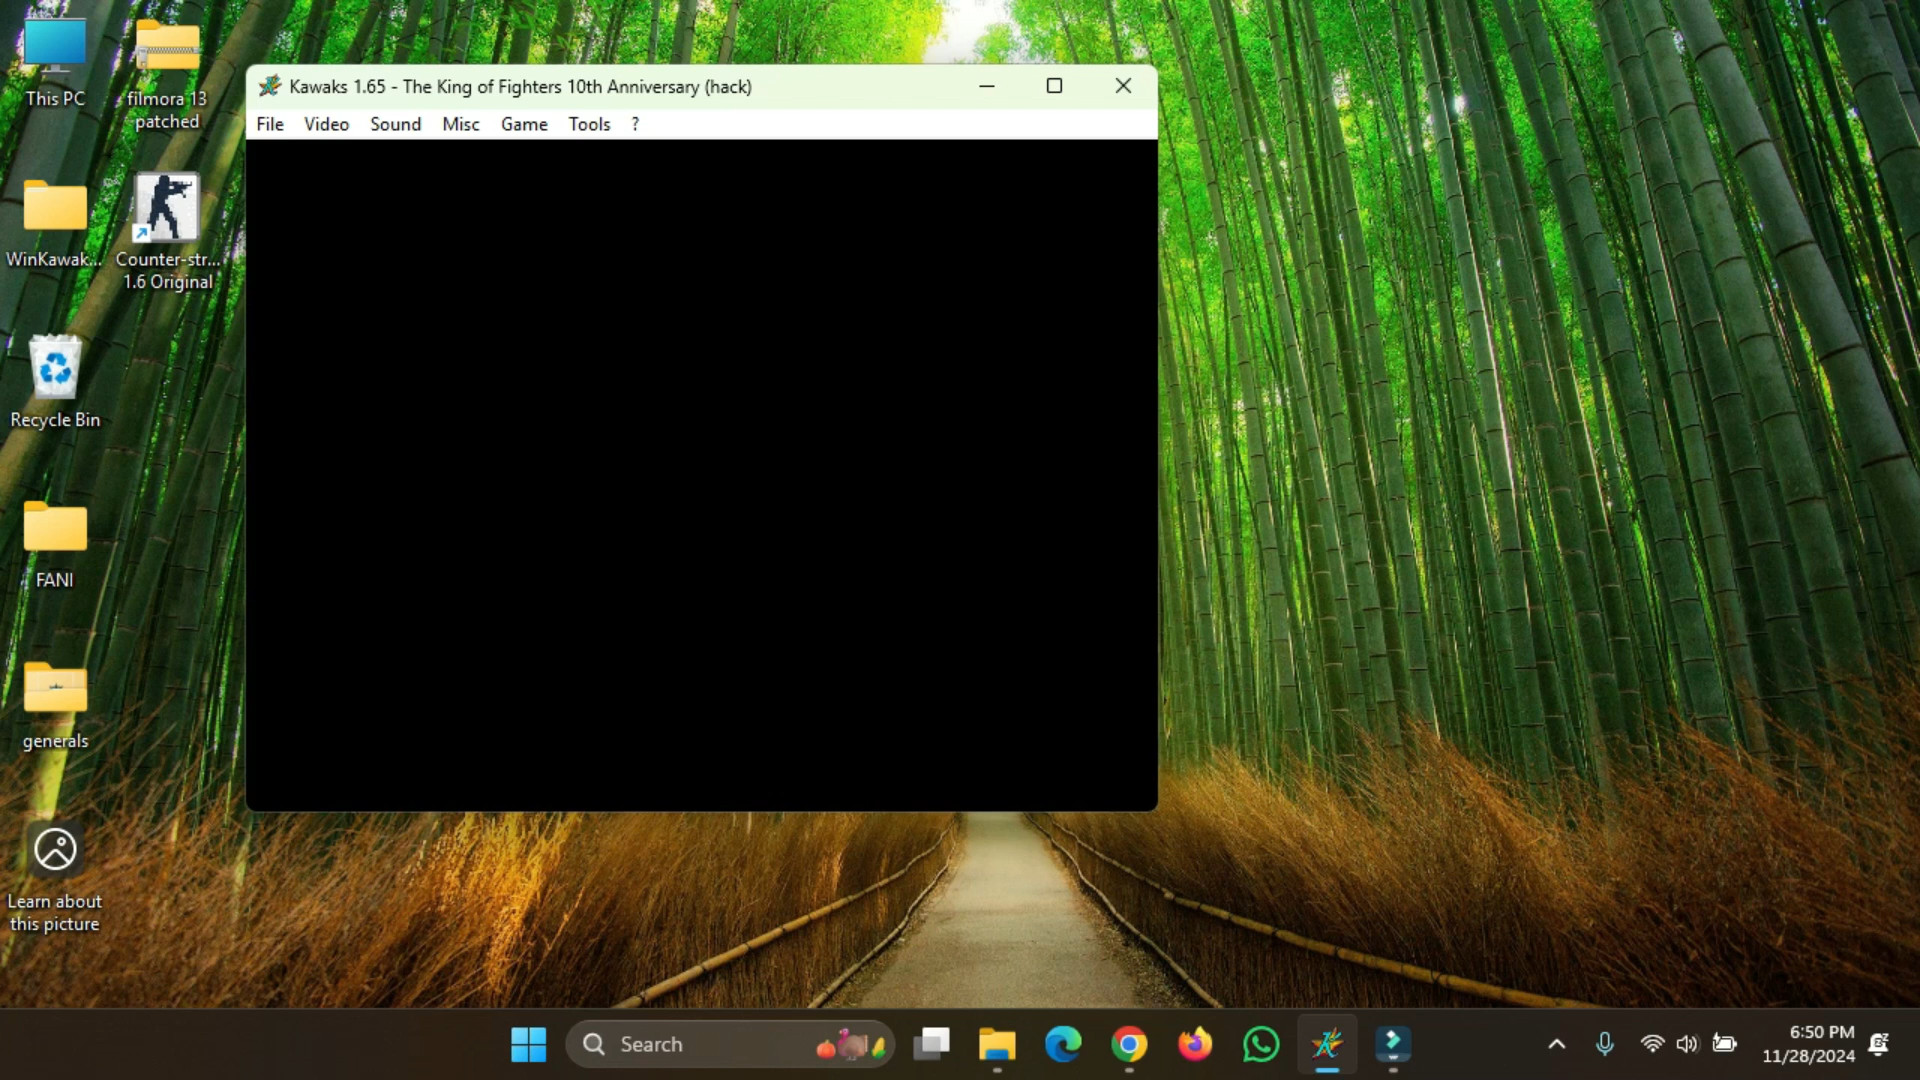 This PC
filmora 13
patched
WinKawak...
Counter-str...
1.6 Original
Recycle Bin
FANI
generals
Learn about
this picture
Kawaks 1.65 - The King of Fighters 10th Anniversary (hack)
File Video Sound Misc Game Tools ?
Search
6:50 PM
11/28/2024